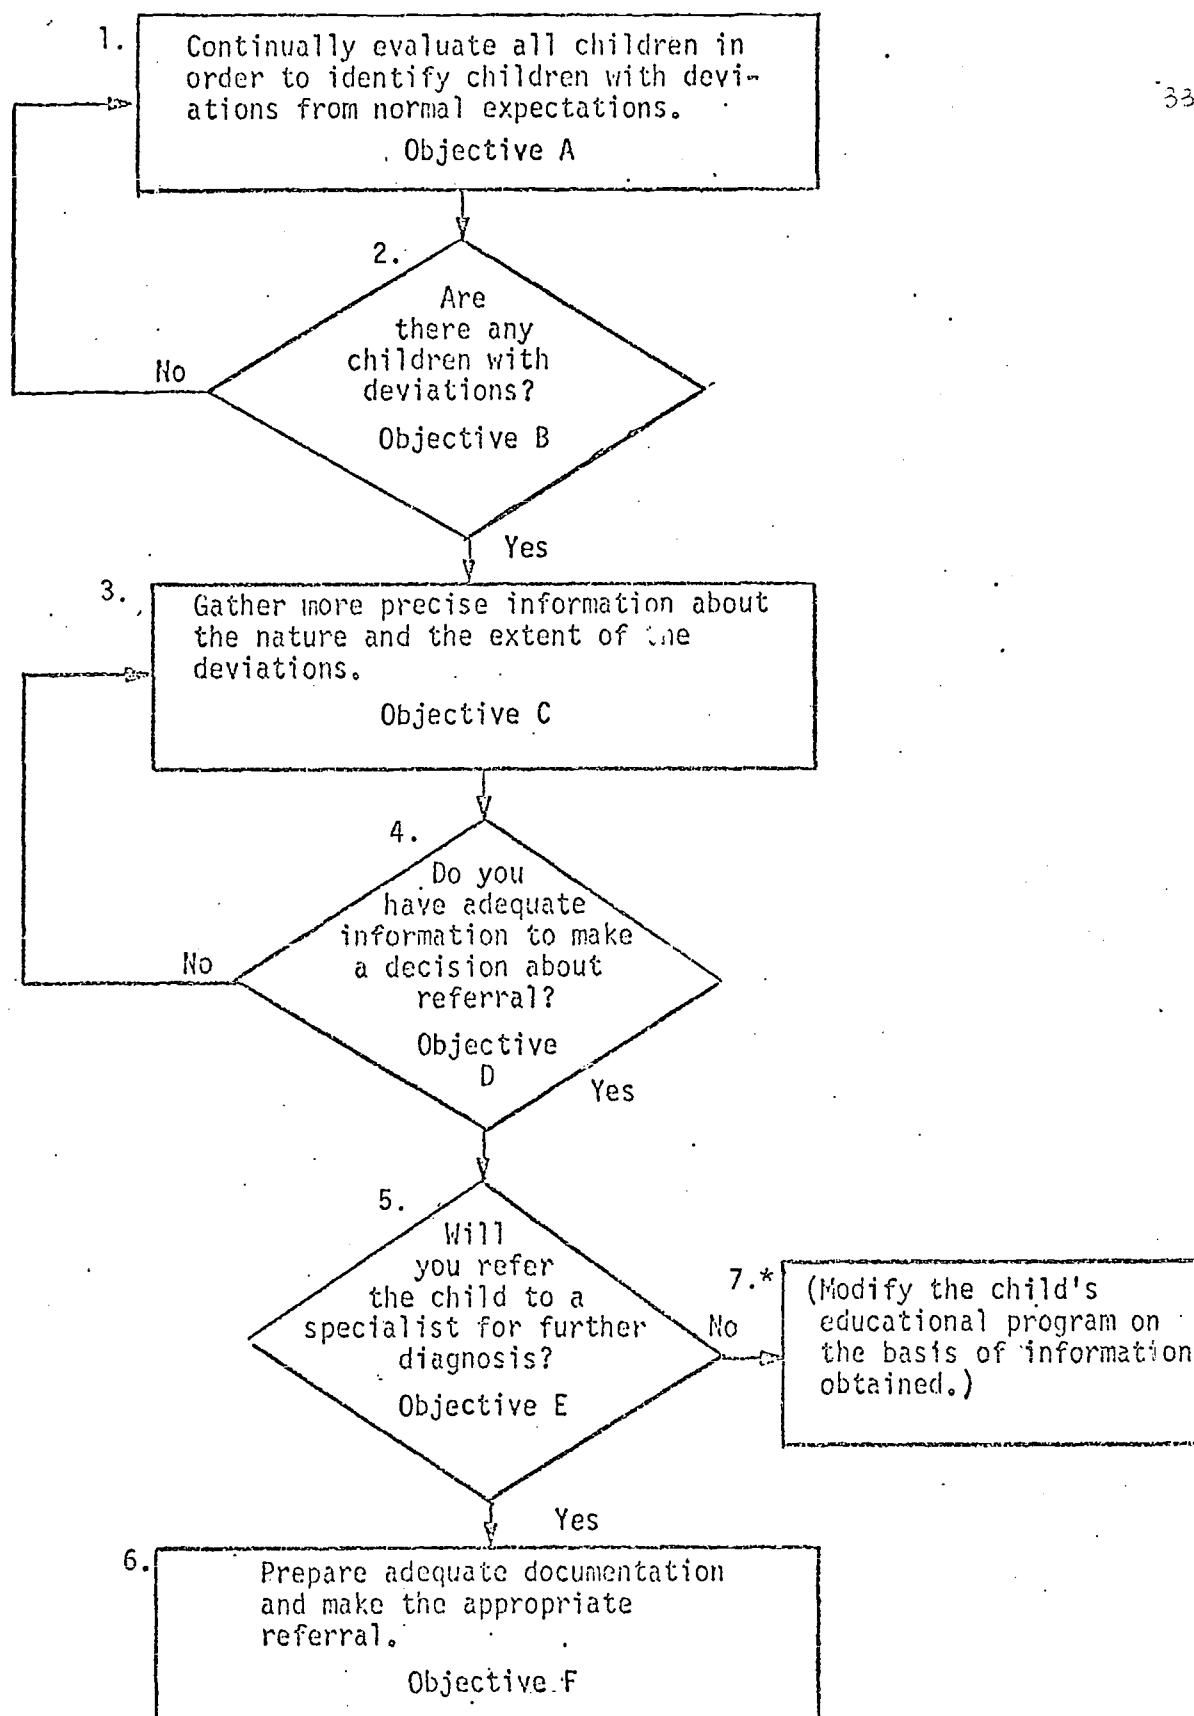 1.
Continually evaluate all children in
order to identify children with devi-
ations from normal expectations.
Objective A
33
2.
Are
there any
children with
deviations?
Objective B
No
Yes
3.
Gather more precise information about
the nature and the extent of the
deviations.
Objective C
4.
Do you
have adequate
information to make
a decision about
referral?
Objective
D
No
Yes
5.
Will
you refer
the child to a
specialist for further
diagnosis?
Objective E
No
7.*
(Modify the child's
educational program on
the basis of information
obtained.)
Yes
6.
Prepare adequate documentation
and make the appropriate
referral.
Objective F